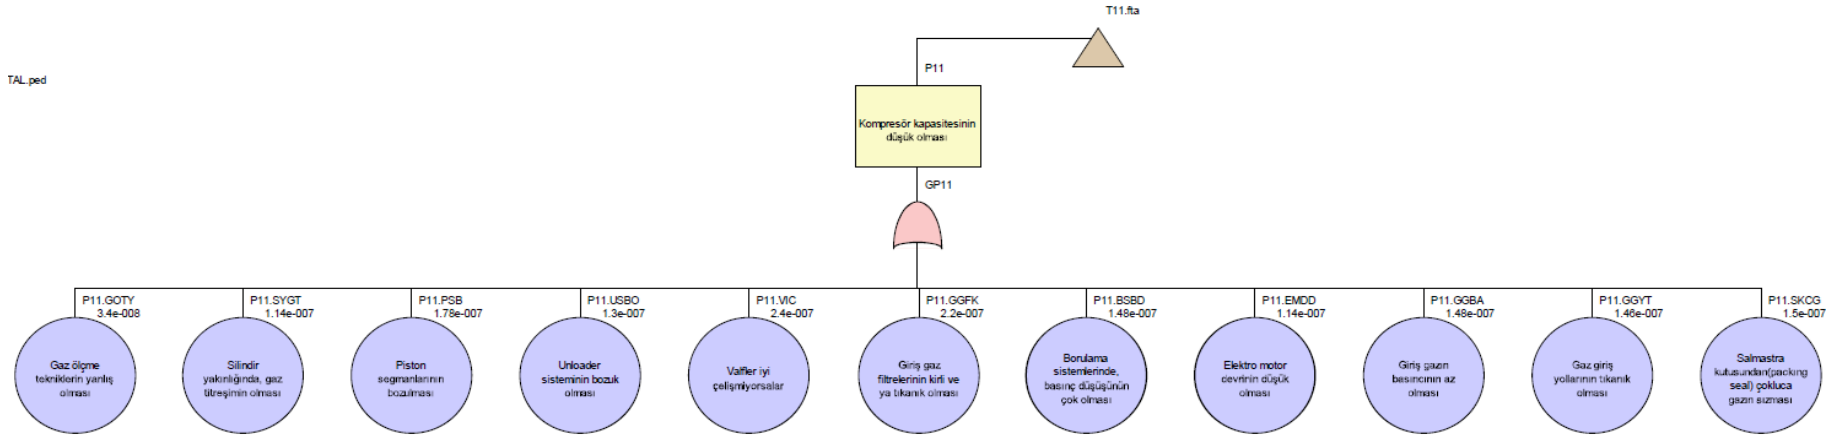 T11.fta
TAL.ped
P11
Kompresör kapasitesinin
düşük olması
GP11
P11.GOTY
3.4e-008
Gaz ölçme
tekniklerin yanlış
olması
P11.SYGT
1.14e-007
Silindir
yakınlığında, gaz
titreşimin olması
P11.PSB
1.78e-007
Piston
segmanlarının
bozulması
P11.USBO
1.3e-007
Unloader
sisteminin bozuk
olması
P11.VIC
2.4e-007
Valfler iyi
çelişmiyorsalar
P11.GGFK
2.2e-007
Giriş gaz
filtrelerinin kirli ve
ya tıkanık olması
P11.BSBD
1.48e-007
Borulama
sistemlerinde,
basınç düşüşünün
çok olması
P11.EMDD
1.14e-007
Elektro motor
devrinin düşük
olması
P11.GGBA
1.48e-007
Giriş gazın
basıncının az
olması
P11.GGYT
1.46e-007
Gaz giriş
yollarının tıkanık
olması
P11.SKCG
1.5e-007
Salmastra
kutusundan(packing
seal) çokluca
gazın sızması